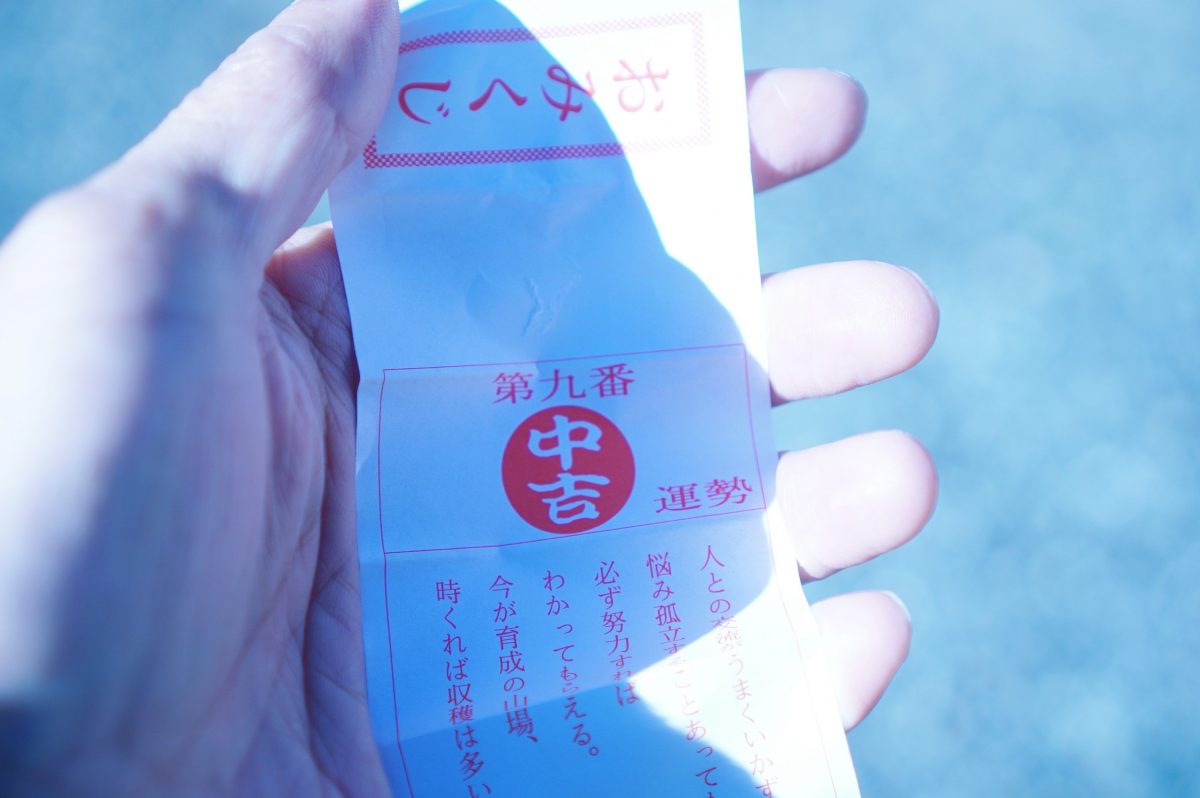 おみくじ
第九番
中吉
運勢
人との交流がうまくいかず
悩み孤立することあっても
必ず努力すれば
わかってもらえる。
今が育成の山場、
時くれば収穫は多い